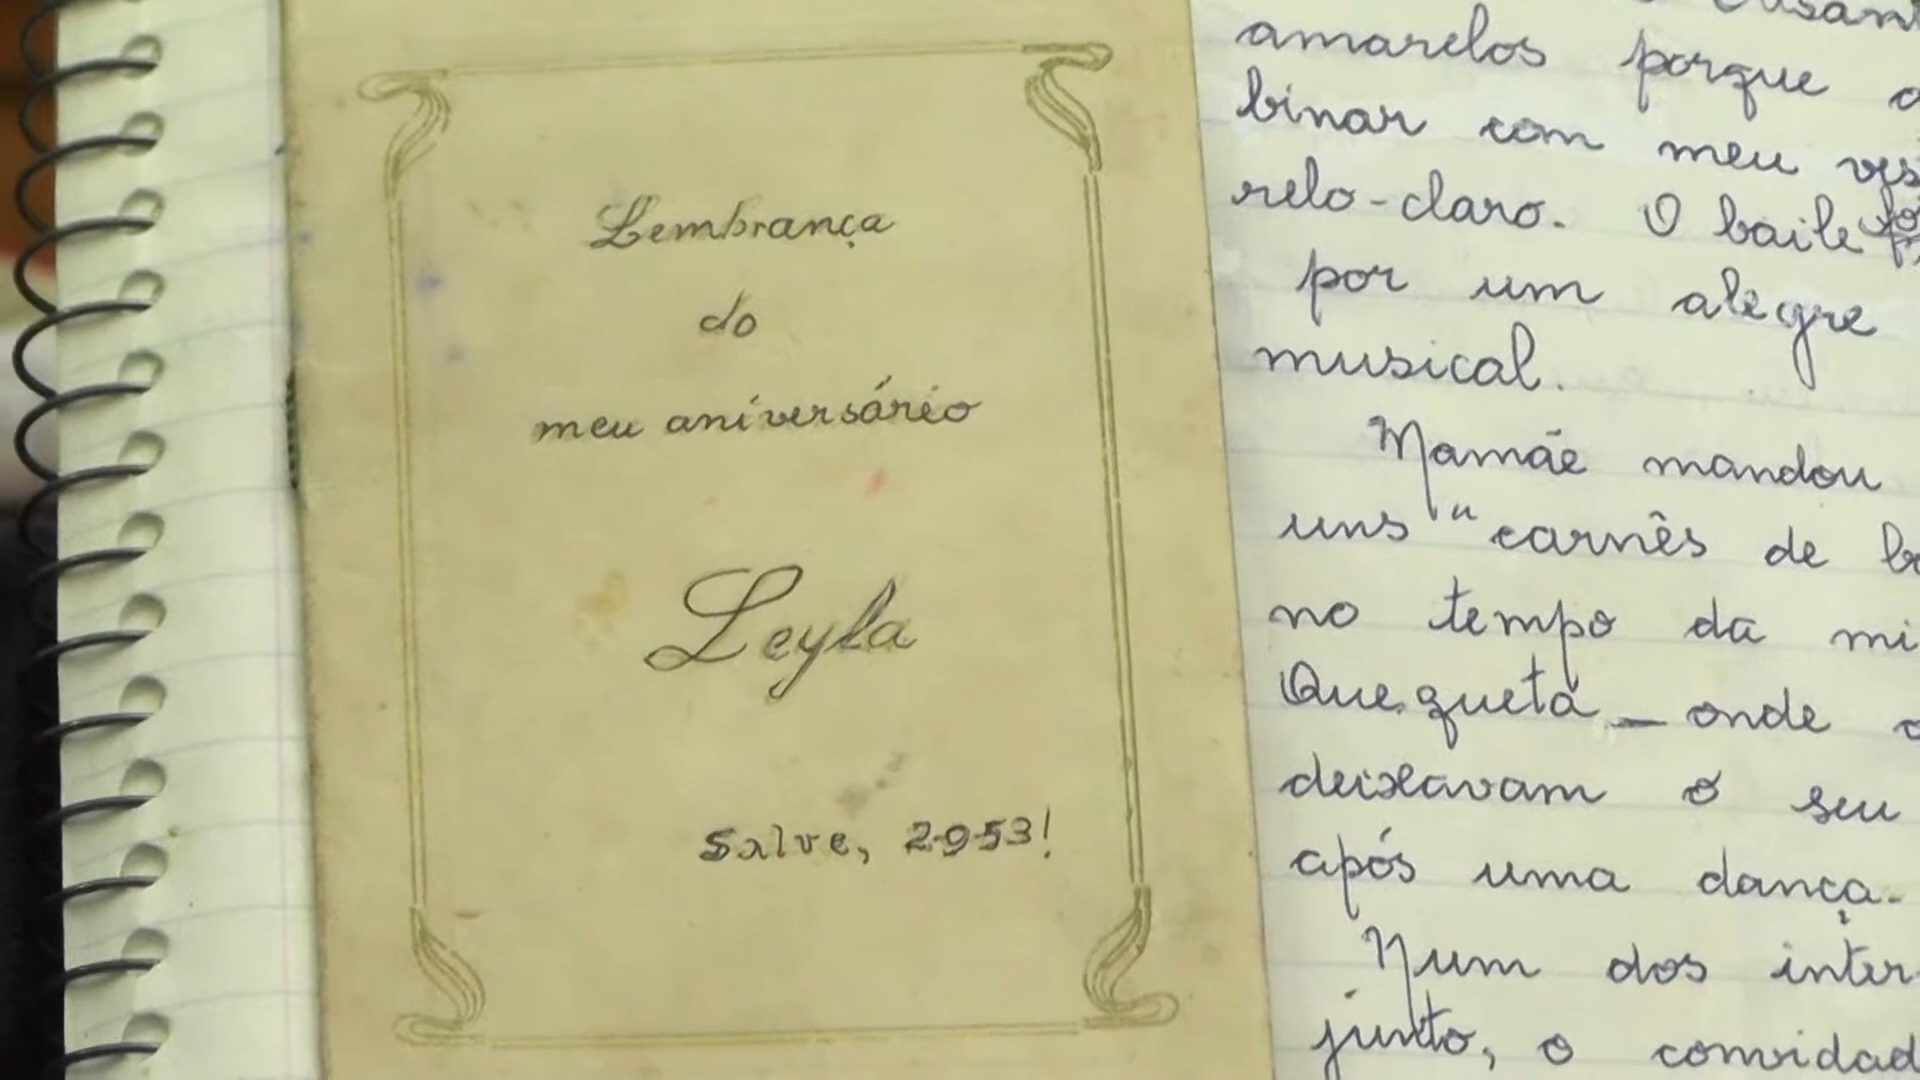 Lembrança
do
meu aniversário
Leyla
Salve, 2-9-53!
amarelos porque
binar com meu
relo-claro. O baile foi
por um alegre
musical.
Mamãe mandou
uns "carnês de
no tempo da
Quequeta — onde
deixavam o seu
após uma dança.
Num dos inter
junto, o convidad